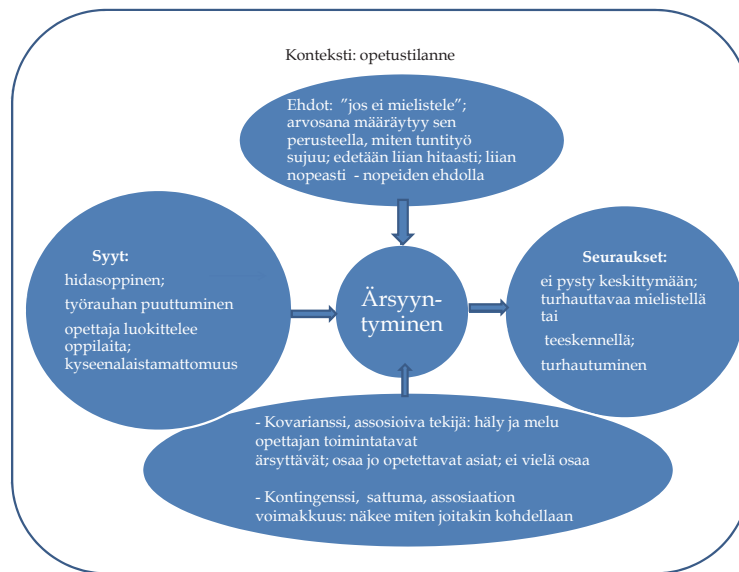 Konteksti: opetustilanne
Ehdot: ”jos ei mielistele”;
arvosana määräytyy sen
perusteella, miten tuntityö
sujuu; edetään liian hitaasti; liian
nopeasti - nopeiden ehdolla
Syyt:
hidasoppinen;
työrauhan puuttuminen
opettaja luokittelee
oppilaita;
kyseenalaistamattomuus
Ärsyyn-
tyminen
Seuraukset:
ei pysty keskittymään;
turhauttavaa mielistellä
tai
teeskennellä;
turhautuminen
- Kovarianssi, assosioiva tekijä: häly ja melu
opettajan toimintatavat
ärsyttävät; osaa jo opetettavat asiat; ei vielä osaa
- Kontingenssi, sattuma, assosiaation
voimakkuus: näkee miten joitakin kohdellaan